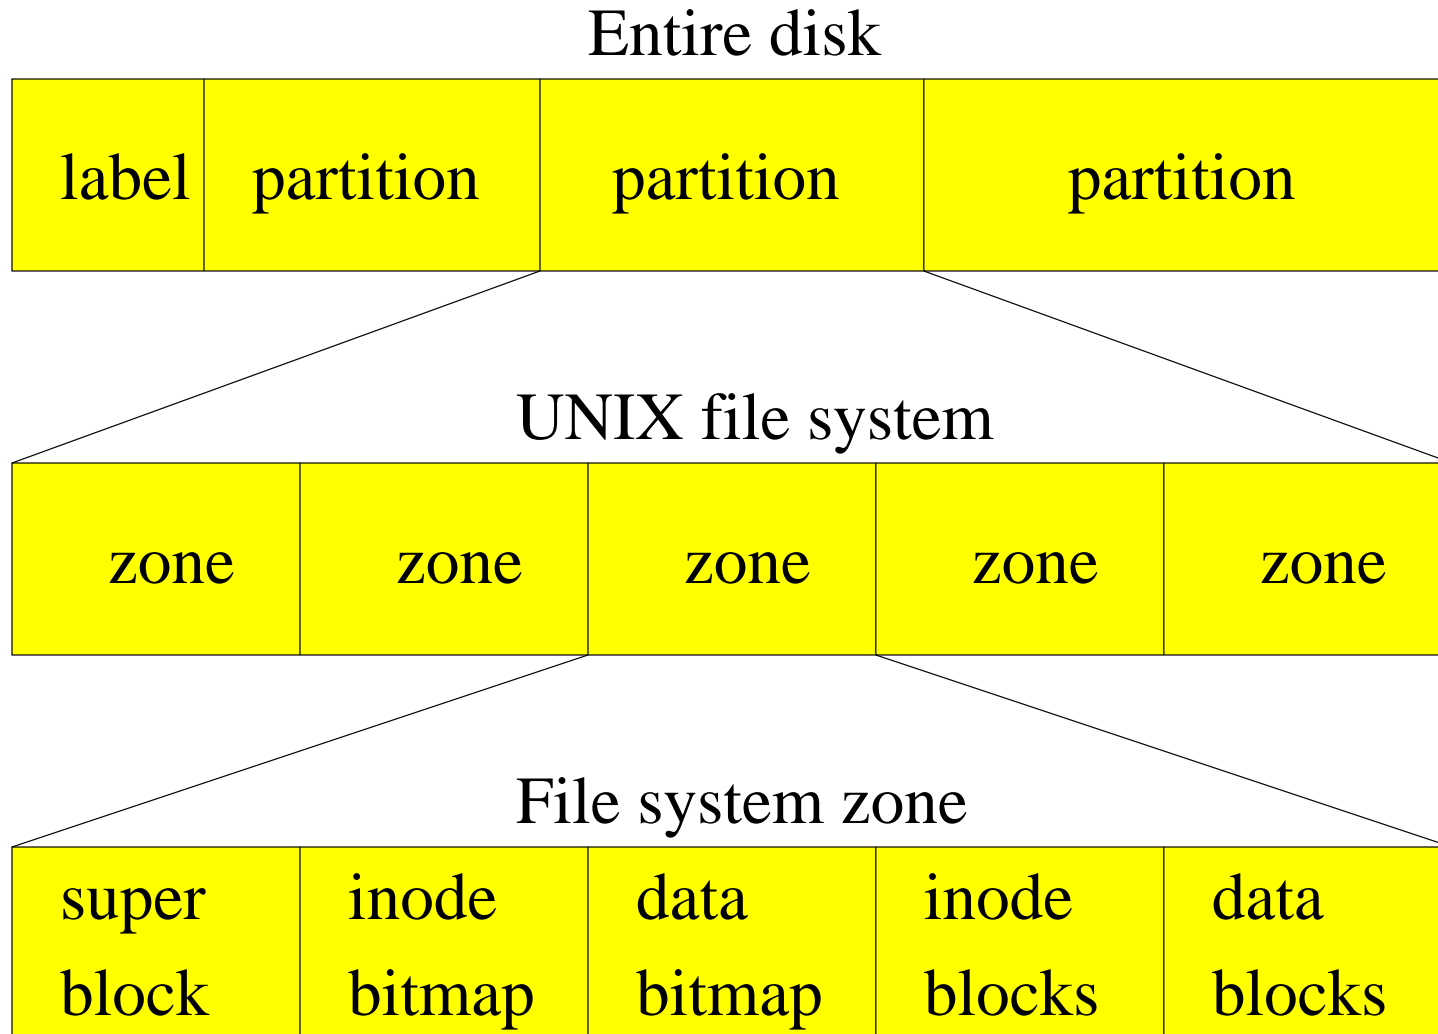 Entire disk
label partition partition partition
UNIX file system
zone zone zone zone zone
File system zone
super inode data inode data
block bitmap bitmap blocks blocks